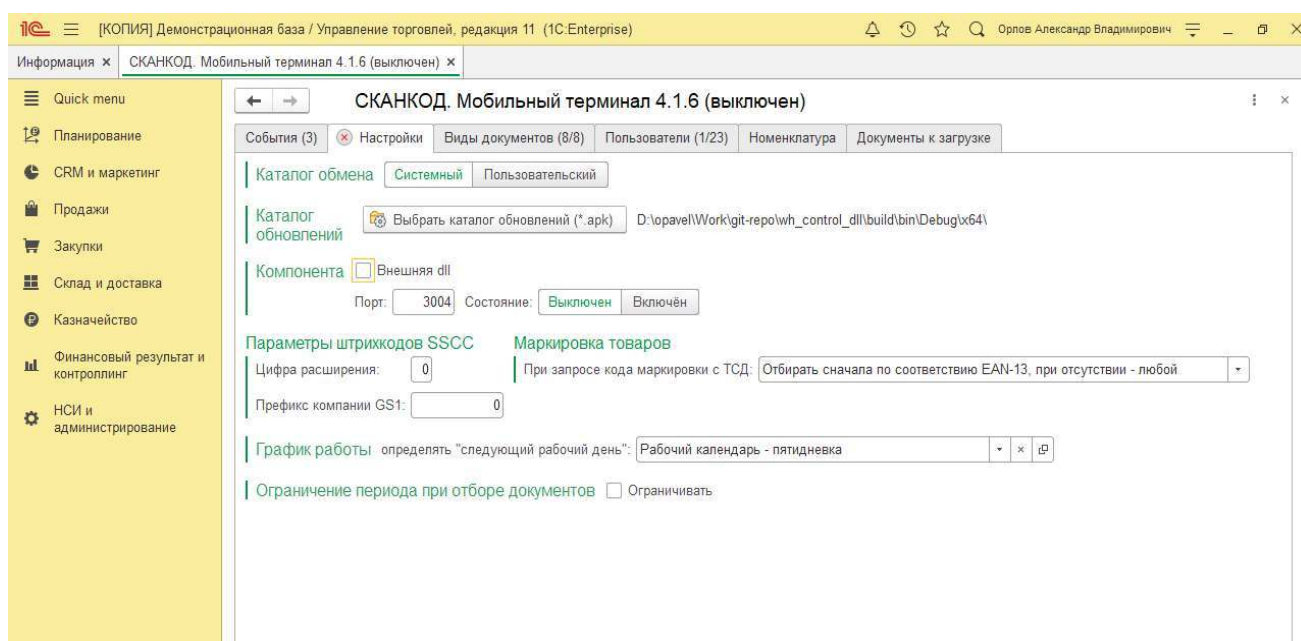 1С [КОПИЯ] Демонстрационная база / Управление торговлей, редакция 11 (1C:Enterprise) Орлов Александр Владимирович
Информация × СКАНКОД. Мобильный терминал 4.1.6 (выключен) ×
Quick menu
Планирование
CRM и маркетинг
Продажи
Закупки
Склад и доставка
Казначейство
Финансовый результат и
контроллинг
НСИ и
администрирование
СКАНКОД. Мобильный терминал 4.1.6 (выключен)
События (3) Настройки Виды документов (8/8) Пользователи (1/23) Номенклатура Документы к загрузке
Каталог обмена Системный Пользовательский
Каталог
обновлений Выбрать каталог обновлений (*.apk) D:\opavel\Work\git-repo\wh_control_dll\build\bin\Debug\x64\
Компонента Внешняя dll
Порт: 3004 Состояние: Выключен Включён
Параметры штрихкодов SSCC Маркировка товаров
Цифра расширения: 0 При запросе кода маркировки с ТСД: Отбирать сначала по соответствию EAN-13, при отсутствии - любой
Префикс компании GS1: 0
График работы определять "следующий рабочий день": Рабочий календарь - пятидневка
Ограничение периода при отборе документов Ограничивать